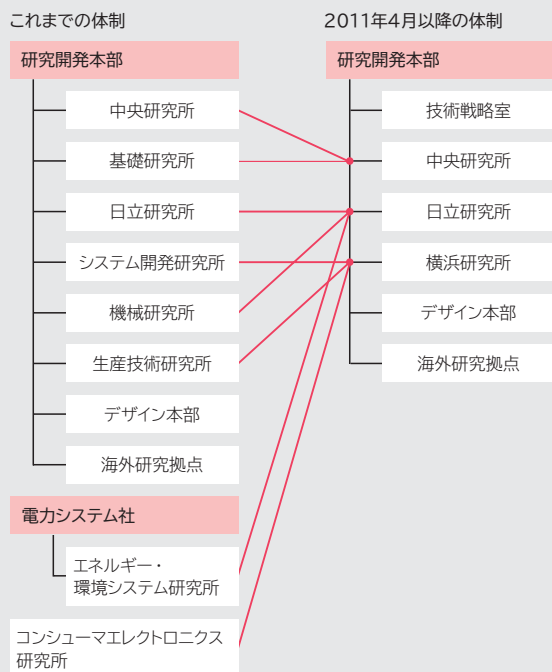 これまでの体制
研究開発本部
中央研究所
基礎研究所
日立研究所
システム開発研究所
機械研究所
生産技術研究所
デザイン本部
海外研究拠点
電力システム社
エネルギー・
環境システム研究所
コンシューマエレクトロニクス
研究所
2011年4月以降の体制
研究開発本部
技術戦略室
中央研究所
日立研究所
横浜研究所
デザイン本部
海外研究拠点